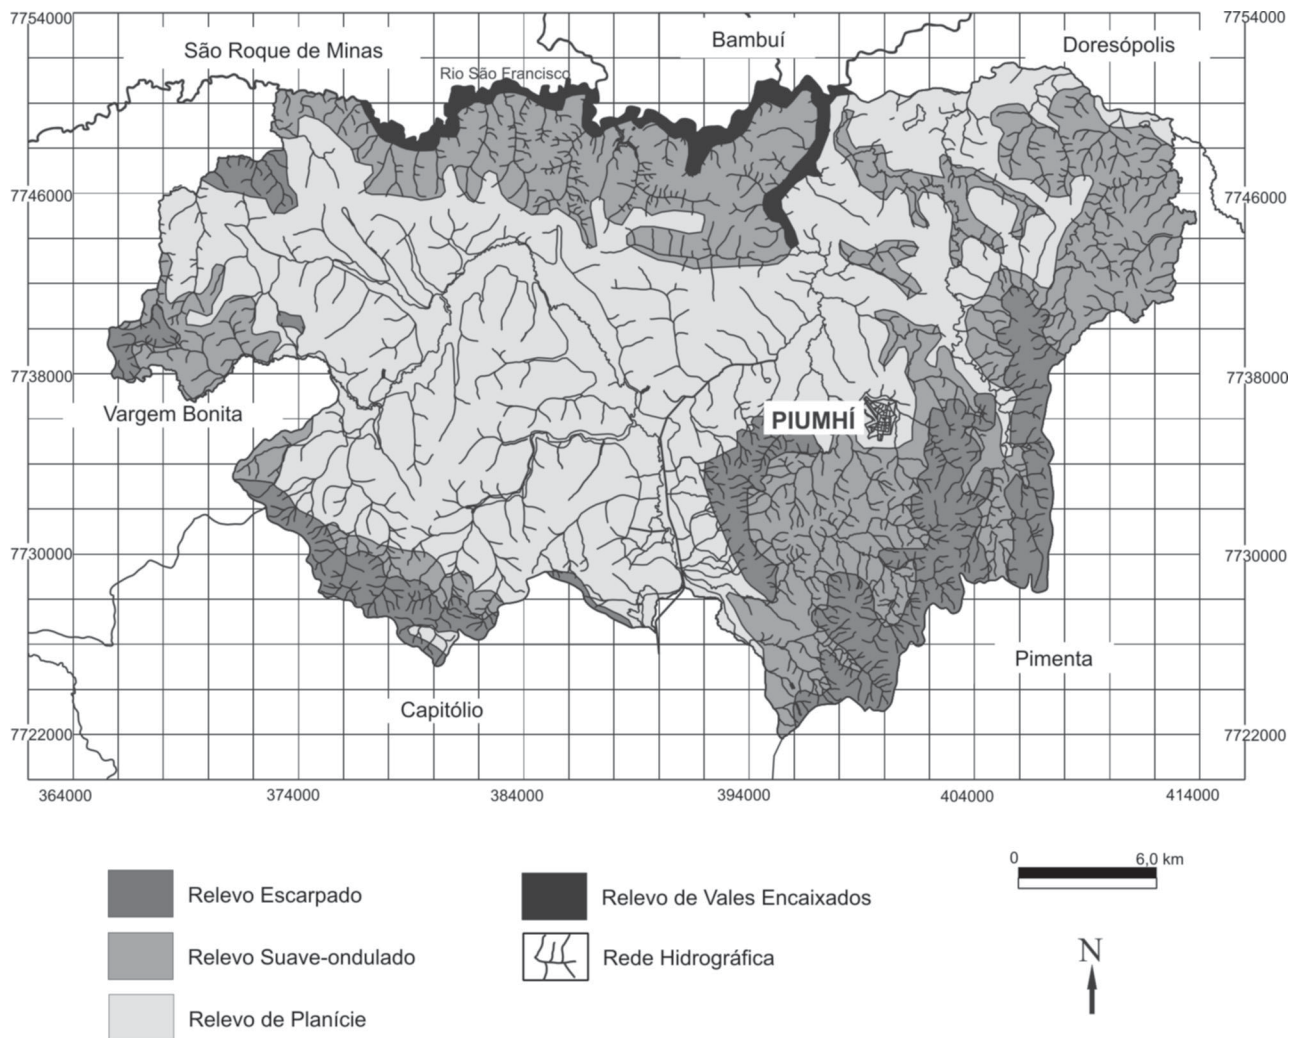 7754000
7754000
São Roque de Minas
Bambuí
Doresópolis
Rio São Francisco
7746000
7746000
7738000
7738000
Vargem Bonita
PIUMHÍ
7730000
7730000
Pimenta
Capitólio
7722000
7722000
364000
374000
384000
394000
404000
414000
0
6,0 km
Relevo Escarpado
Relevo de Vales Encaixados
Relevo Suave-ondulado
Rede Hidrográfica
N
Relevo de Planície